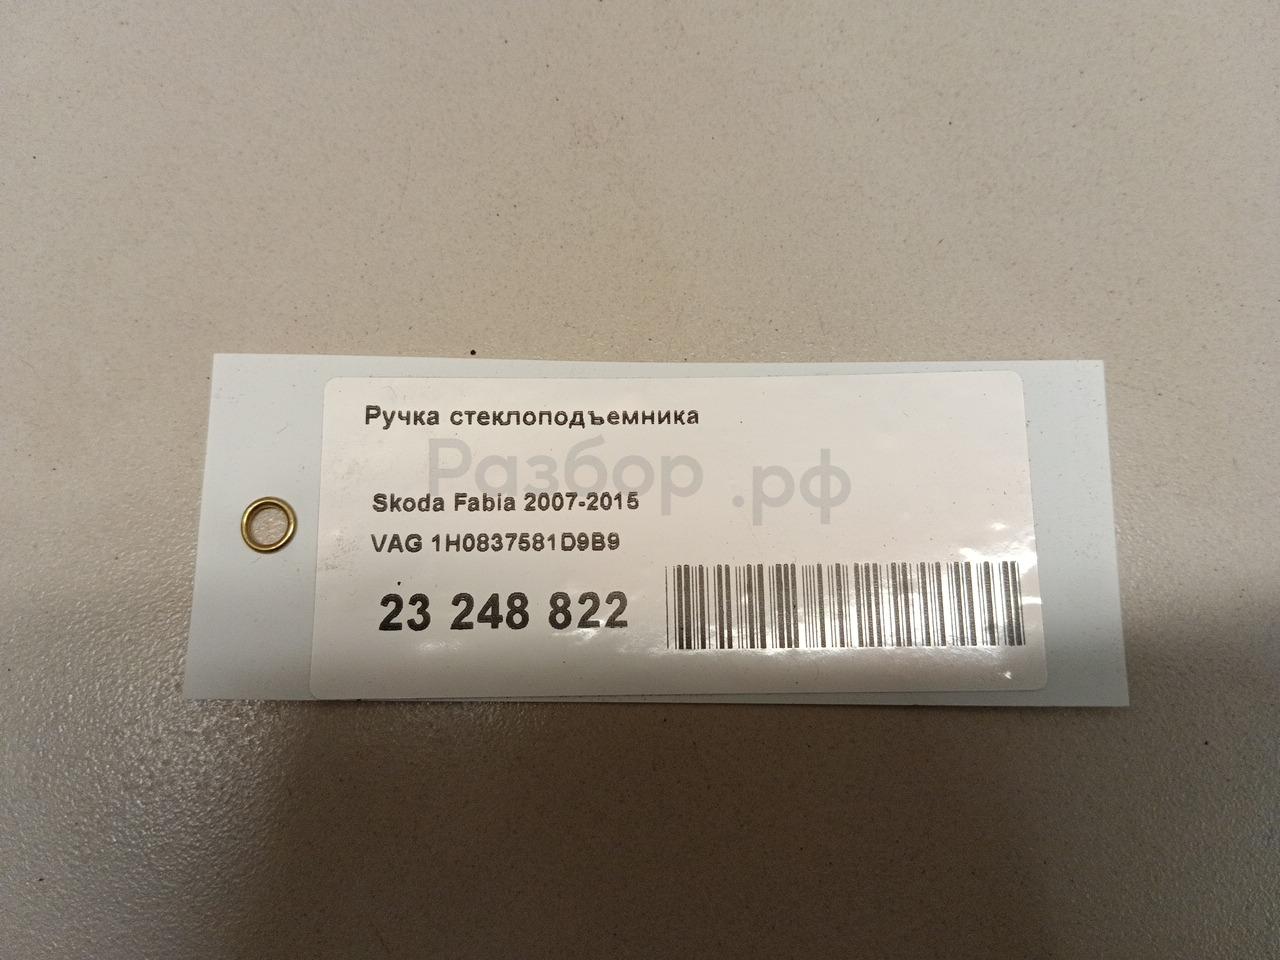 Ручка стеклоподъемника
Разбор.рф
Skoda Fabia 2007-2015
VAG 1H0837581D9B9
23 248 822